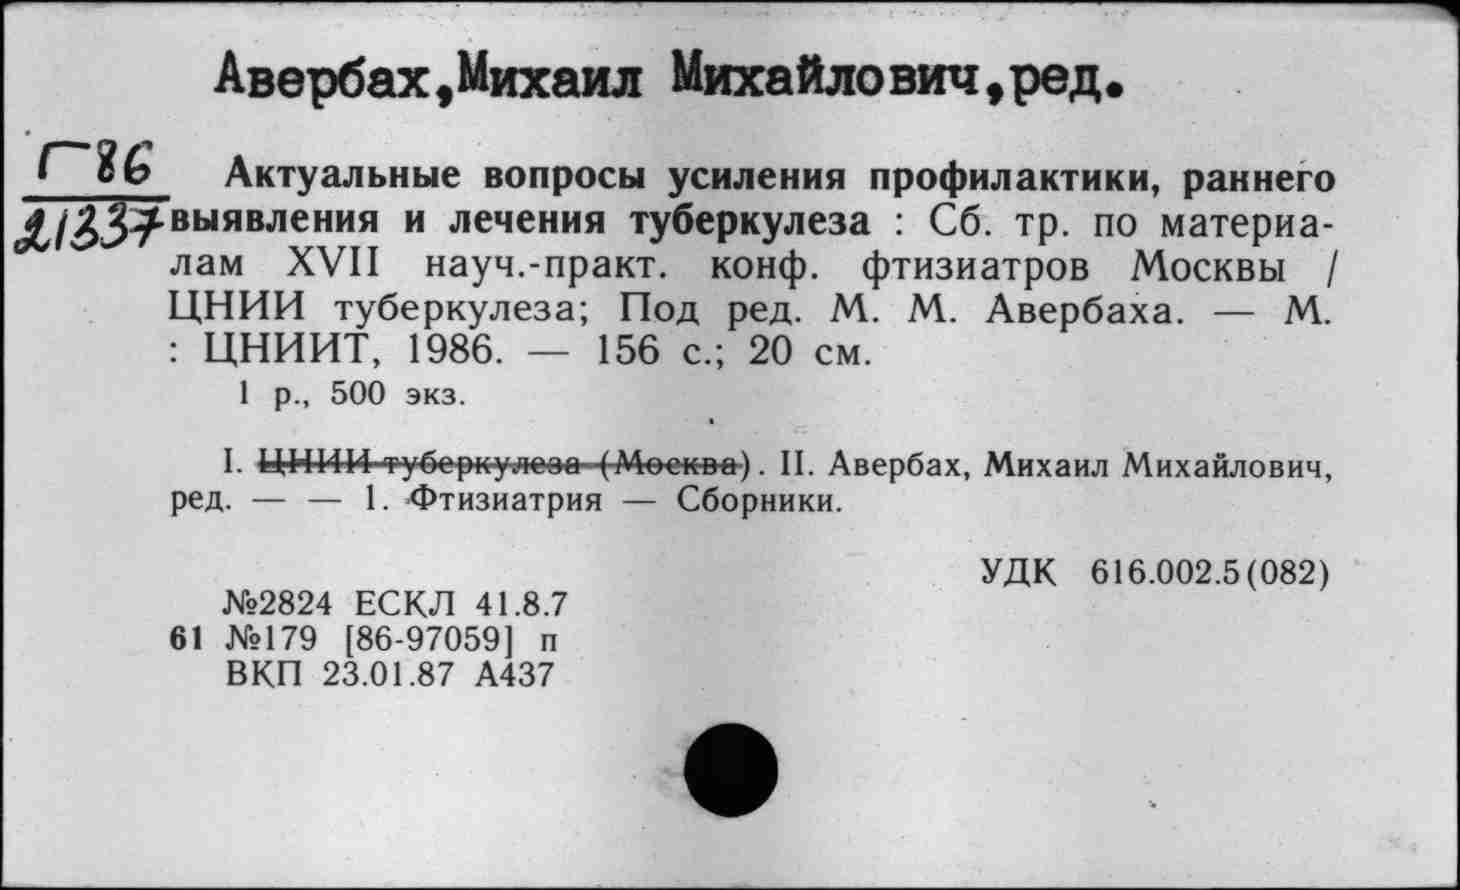 Авербах,Михаил Михайлович,ред.
Г86
21337
Актуальные вопросы усиления профилактики, раннего
выявления и лечения туберкулеза : Сб. тр. по материа-
лам XVII науч.-практ. конф. фтизиатров Москвы /
ЦНИИ туберкулеза; Под ред. М. М. Авербаха. — М.
: ЦНИИТ, 1986. — 156 с.; 20 см.
1 р., 500 экз.
I. ЦНИИ туберкулеза (Москва). II. Авербах, Михаил Михайлович,
ред. — — 1. Фтизиатрия — Сборники.
УДК 616.002.5(082)
№2824 ЕСКЛ 41.8.7
61 №179 [86-97059] п
ВКП 23.01.87 А437